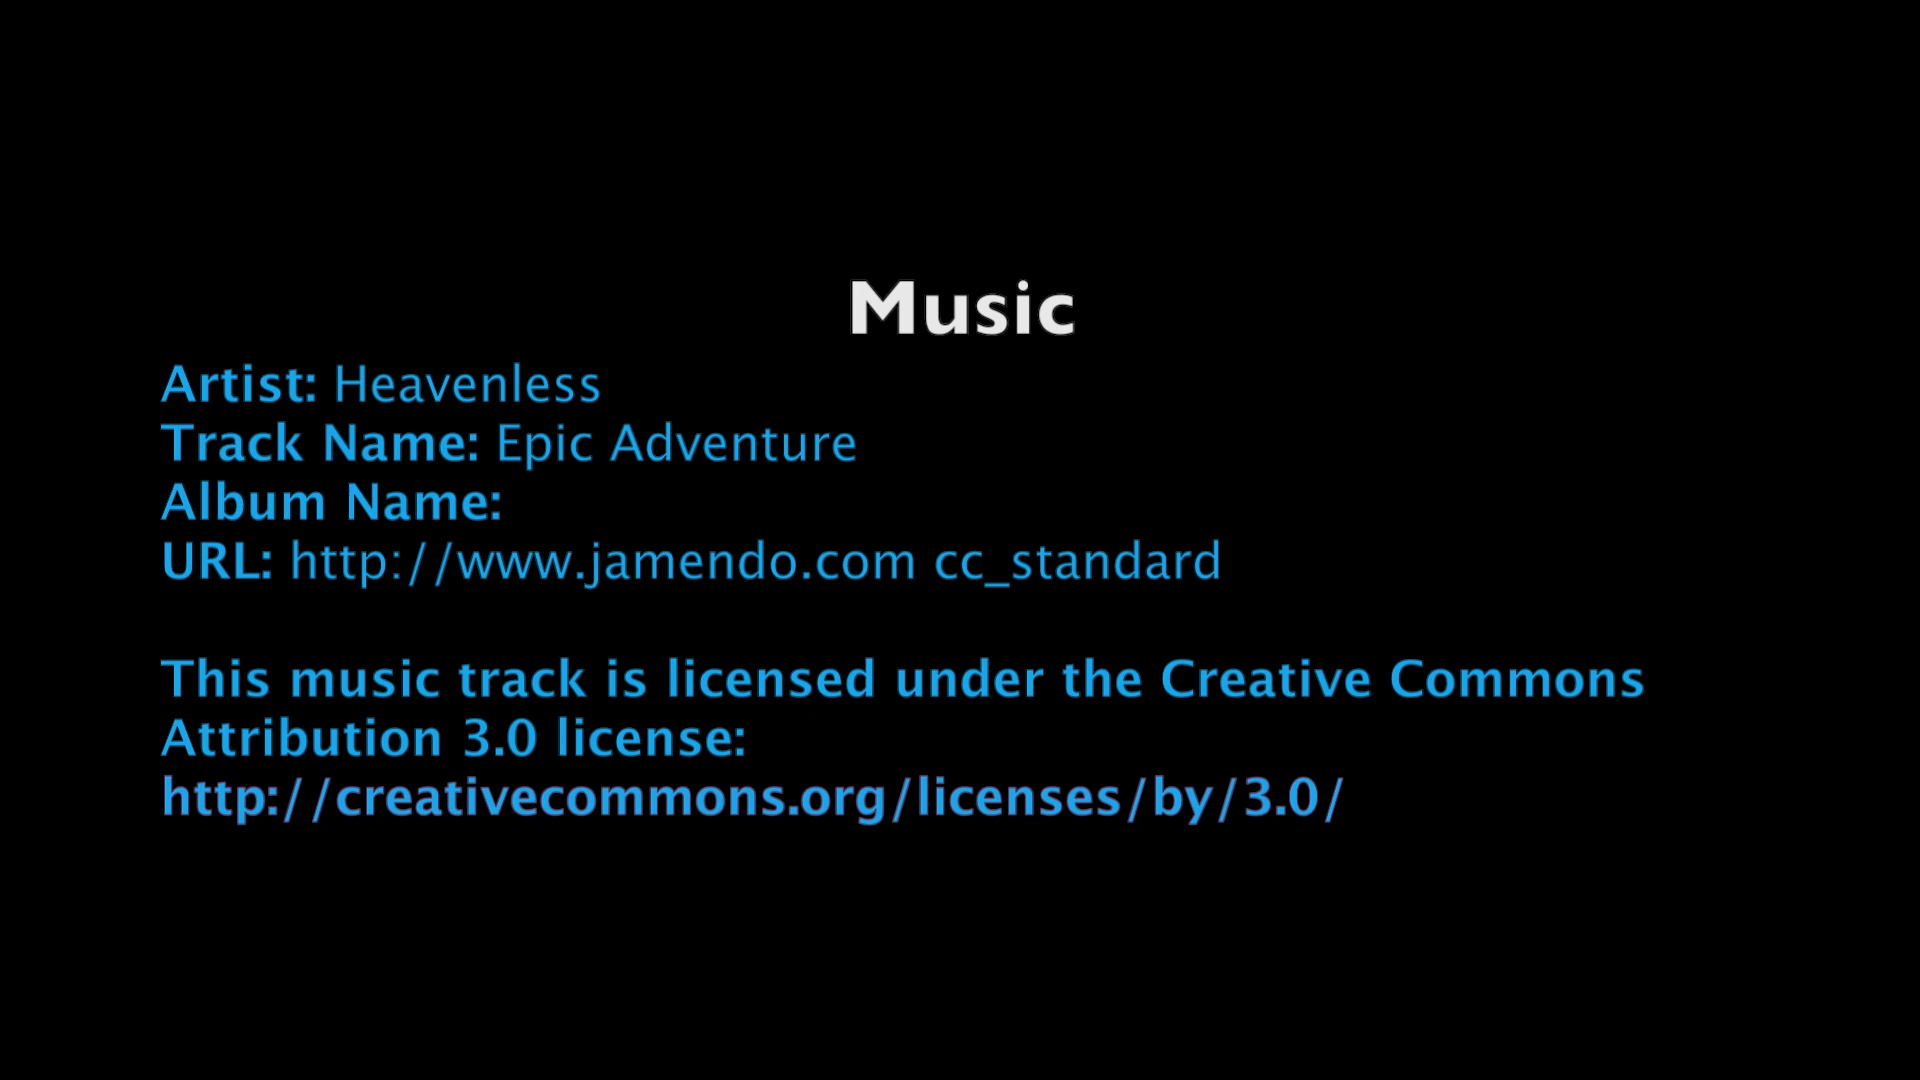 Music
Artist: Heavenless
Track Name: Epic Adventure
Album Name:
URL: http://www.jamendo.com cc_standard
This music track is licensed under the Creative Commons
Attribution 3.0 license:
http://creativecommons.org/licenses/by/3.0/